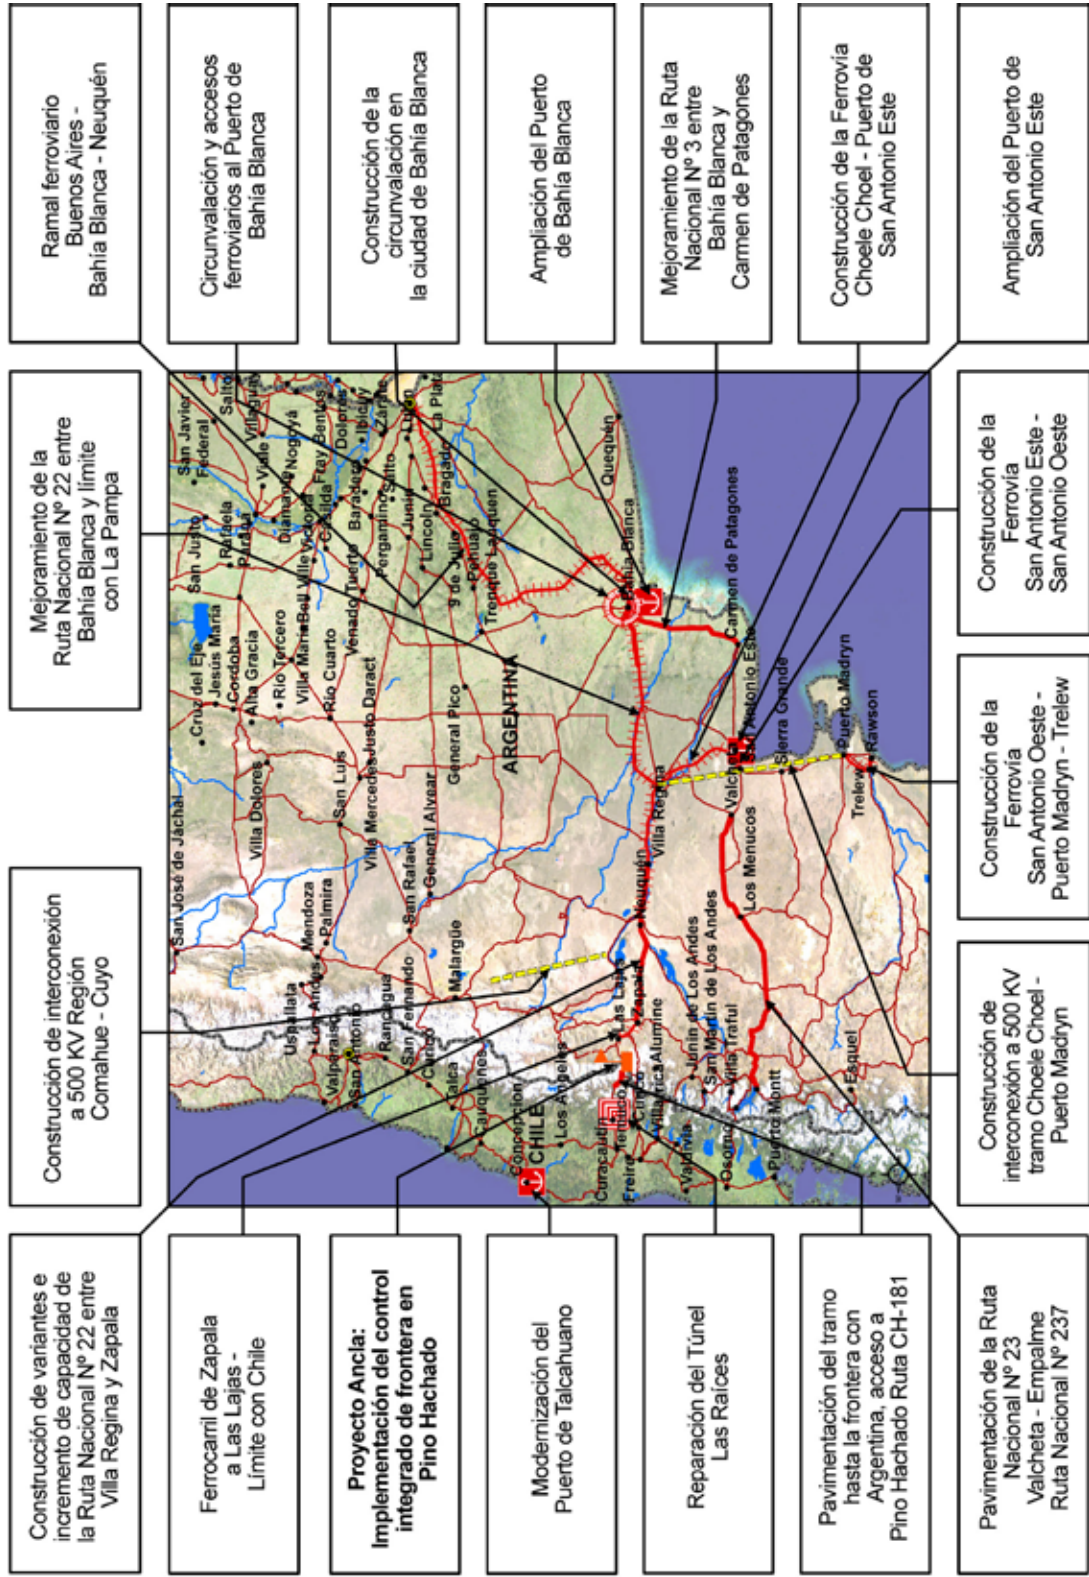 Construcción de variantes e
incremento de capacidad de
la Ruta Nacional Nº 22 entre
Villa Regina y Zapala
Construcción de interconexión
a 500 KV Región
Comahue - Cuyo
Mejoramiento de la
Ruta Nacional Nº 22 entre
Bahía Blanca y límite
con La Pampa
Ramal ferroviario
Buenos Aires -
Bahía Blanca - Neuquén
Ferrocarril de Zapala
a Las Lajas -
Límite con Chile
Proyecto Ancla:
Implementación del control
integrado de frontera en
Pino Hachado
Modernización del
Puerto de Talcahuano
Reparación del Túnel
Las Raíces
Pavimentación del tramo
hasta la frontera con
Argentina, acceso a
Pino Hachado Ruta CH-181
Pavimentación de la Ruta
Nacional Nº 23
Valcheta - Empalme
Ruta Nacional Nº 237
Circunvalación y accesos
ferroviarios al Puerto de
Bahía Blanca
Construcción de la
circunvalación en
la ciudad de Bahía Blanca
Ampliación del Puerto
de Bahía Blanca
Mejoramiento de la Ruta
Nacional Nº 3 entre
Bahía Blanca y
Carmen de Patagones
Construcción de la Ferrovía
Choele Choel - Puerto de
San Antonio Este
Ampliación del Puerto de
San Antonio Este
Construcción de
interconexión a 500 KV
tramo Choele Choel -
Puerto Madryn
Construcción de la
Ferrovía
San Antonio Oeste -
Puerto Madryn - Trelew
Construcción de la
Ferrovía
San Antonio Este -
San Antonio Oeste
San José de Jáchal
Cruz del Eje
San Justo
San Javier
Federal
Jesús María
Rafaela
Salto
Córdoba
Paraná
Alta Gracia
Villaguay
Viale
Villa Dolores
Río Tercero
Diamante
Nogoyá
Uspallata
Mendoza
Villa María
Bell Ville
Victoria
Fray Bentos
Los Andes
Palmira
Casilda
Dolores
Valparaíso
San Luis
Río Cuarto
Venado Tuerto
Baradero
Ibicuy
San Antonio
Villa Mercedes
Justo Daract
Pergamino
Salto
Zárate
Rancagua
San Rafael
Junín
Luján
San Fernando
General Alvear
Lincoln
La Plata
Curicó
Bragado
Malargüe
General Pico
9 de Julio
Talca
Pehuajó
Cauquenes
Trenque Lauquen
Concepción
CHILE
ARGENTINA
Los Angeles
Las Lajas
Quequén
Curacautín
Temuco
Zapala
Neuquén
Bahía Blanca
Freire
Cunco
Villarrica
Alumine
Villa Regina
Valdivia
Junín de Los Andes
San Martín de Los Andes
Osorno
Villa Traful
Valcheta
Carmen de Patagones
Los Menucos
San Antonio Este
Puerto Montt
Sierra Grande
Esquel
Puerto Madryn
Trelew
Rawson